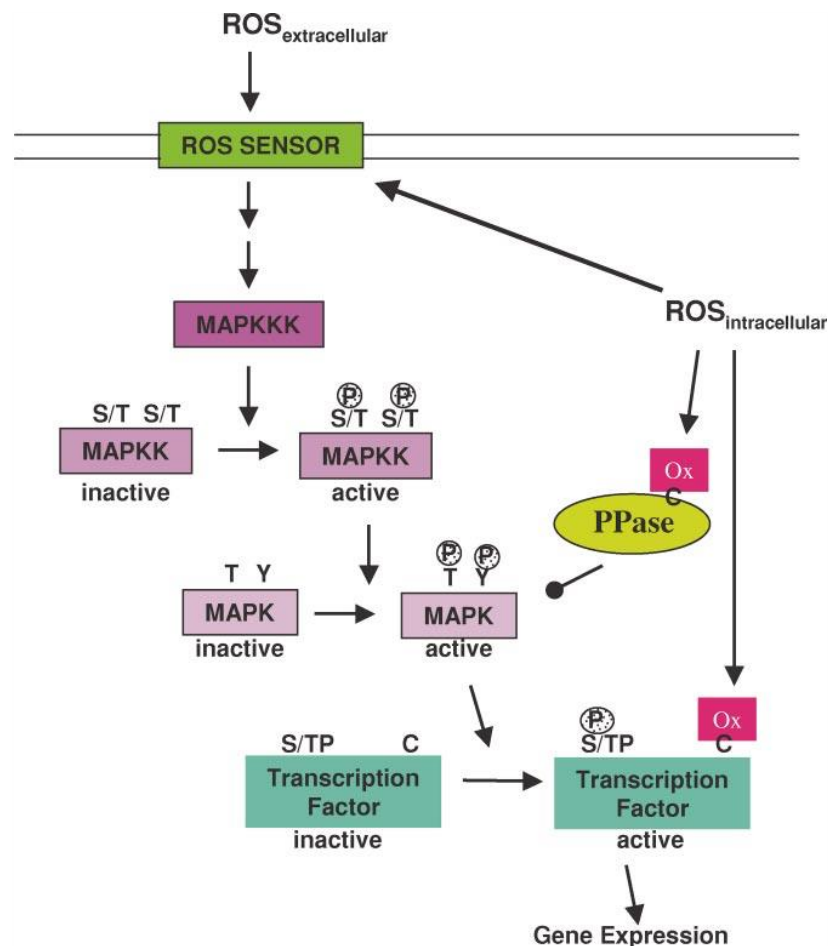 ROSextracellular
ROS SENSOR
ROSintracellular
MAPKKK
P P
S/T S/T S/T S/T
MAPKK MAPKK
inactive active
Ox
C
PPase
P P
T Y T Y
MAPK MAPK
inactive active
P Ox
S/TP C S/TP C
Transcription Transcription
Factor Factor
inactive active
Gene Expression